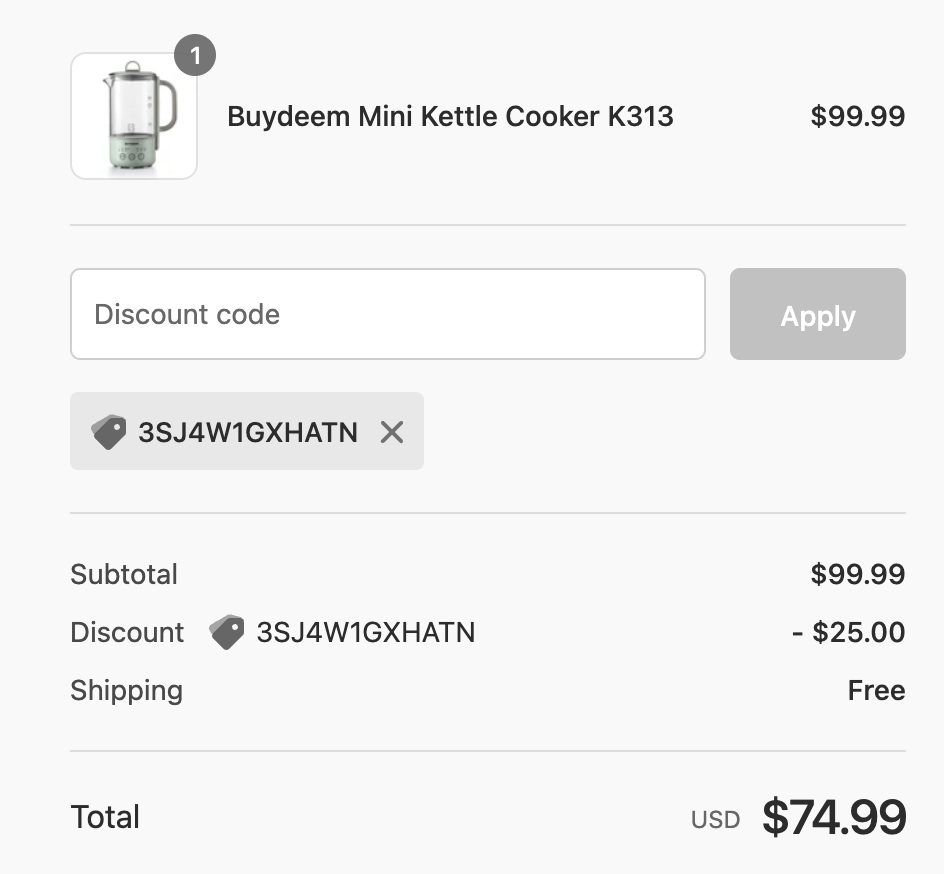 1
Buydeem Mini Kettle Cooker K313 $99.99
Discount code
Apply
3SJ4W1GXHATN
Subtotal $99.99
Discount 3SJ4W1GXHATN - $25.00
Shipping Free
Total USD $74.99